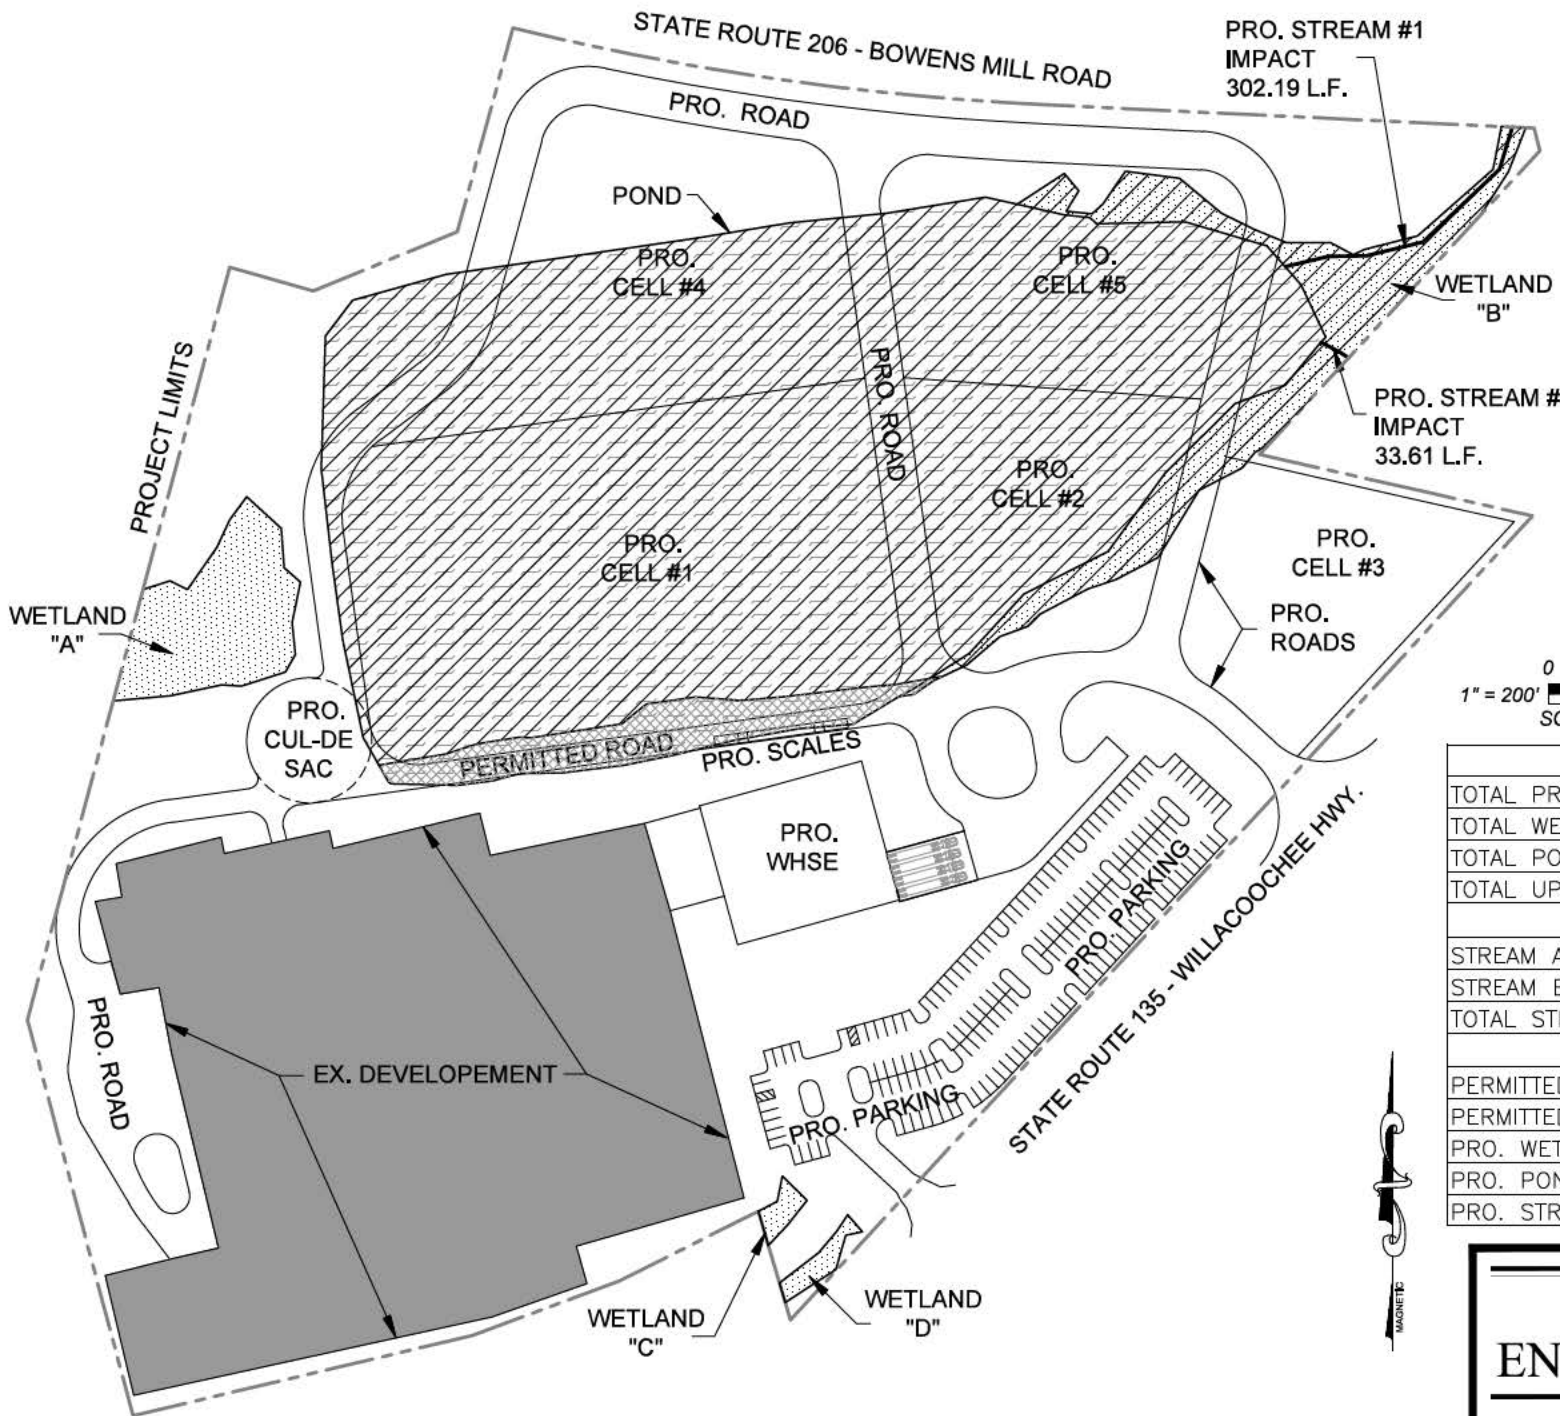 STATE ROUTE 206 - BOWENS MILL ROAD
PRO. STREAM #1
IMPACT
302.19 L.F.
PRO. ROAD
POND
PRO.
CELL #4
PRO.
CELL #5
WETLAND
"B"
PROJECT LIMITS
PRO. ROAD
PRO. STREAM #
IMPACT
33.61 L.F.
PRO.
CELL #2
PRO.
CELL #1
PRO.
CELL #3
WETLAND
"A"
PRO.
ROADS
0
1" = 200'
PRO.
CUL-DE
SAC
PERMITTED ROAD
PRO. SCALES
PRO.
WHSE
PRO. PARKING
STATE ROUTE 135 - WILLACOOCHEE HWY.
PRO. ROAD
EX. DEVELOPEMENT
PRO. PARKING
WETLAND
"C"
WETLAND
"D"
MAGNETIC
TOTAL PR
TOTAL WE
TOTAL PO
TOTAL UP
STREAM A
STREAM
TOTAL ST
PERMITTED
PERMITTED
PRO. WET
PRO. PON
PRO. STR
EN